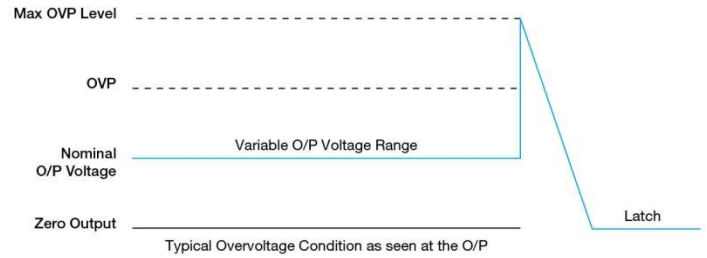 Max OVP Level
OVP
Variable O/P Voltage Range
Nominal
O/P Voltage
Zero Output
Latch
Typical Overvoltage Condition as seen at the O/P